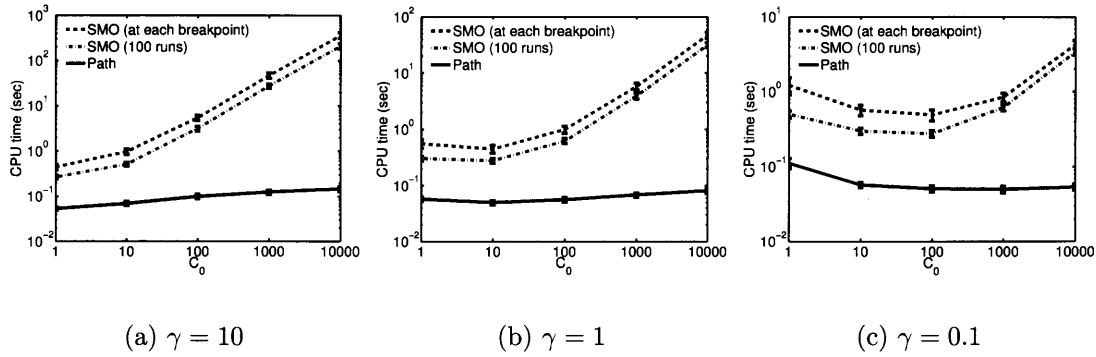 10^3
10^2
10^1
10^0
10^-1
10^-2
CPU time (sec)
SMO (at each breakpoint)
SMO (100 runs)
Path
1 10 100 1000 10000
C_0
(a) γ = 10
10^2
10^1
10^0
10^-1
10^-2
CPU time (sec)
SMO (at each breakpoint)
SMO (100 runs)
Path
1 10 100 1000 10000
C_0
(b) γ = 1
10^1
10^0
10^-1
10^-2
CPU time (sec)
SMO (at each breakpoint)
SMO (100 runs)
Path
1 10 100 1000 10000
C_0
(c) γ = 0.1